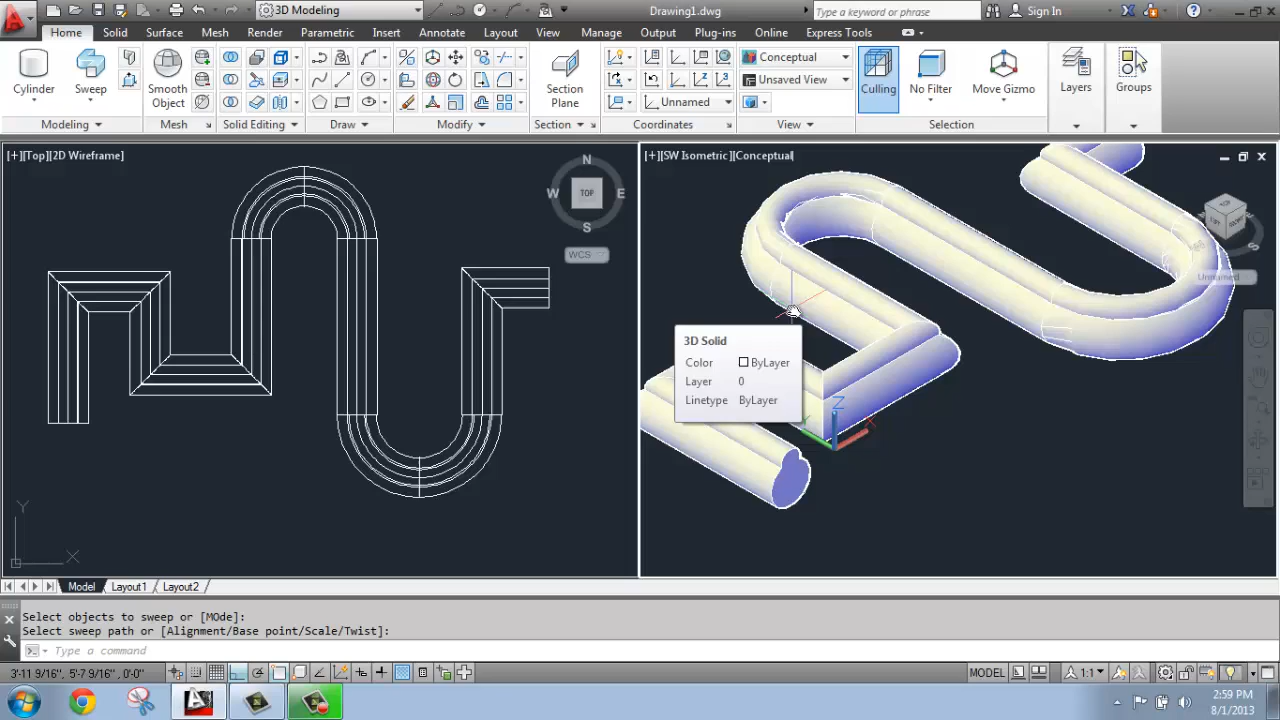 3D Modeling
Drawing1.dwg
Type a keyword or phrase
Sign In
Home Solid Surface Mesh Render Parametric Insert Annotate Layout View Manage Output Plug-ins Online Express Tools
Cylinder
Sweep
Smooth
Object
Section
Plane
Unnamed
Conceptual
Unsaved View
Culling
No Filter
Move Gizmo
Layers
Groups
Modeling Mesh Solid Editing Draw Modify Section Coordinates View Selection
[+][Top][2D Wireframe]
N
W TOP E
S
WCS
Y
X
[+][SW Isometric][Conceptual]
S
Unnamed
3D Solid
Color ByLayer
Layer 0
Linetype ByLayer
Z
X
Model Layout1 Layout2
Select objects to sweep or [MOde]:
Select sweep path or [Alignment/Base point/Scale/Twist]:
Type a command
3'-11 9/16", 5'-7 9/16", 0'-0"
MODEL
1:1
2:59 PM
8/1/2013